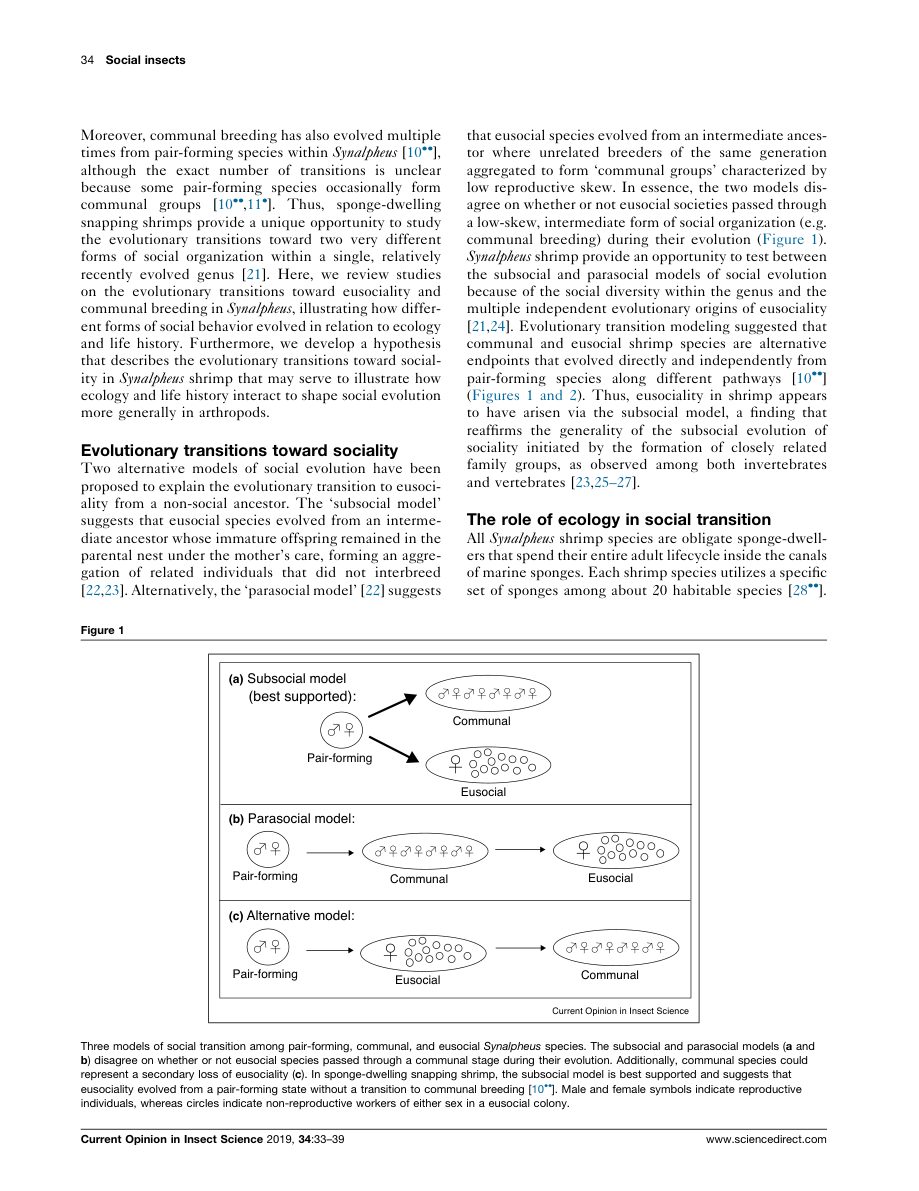 34 Social insects
Moreover, communal breeding has also evolved multiple
times from pair-forming species within Synalpheus [10••],
although the exact number of transitions is unclear
because some pair-forming species occasionally form
communal groups [10••,11•]. Thus, sponge-dwelling
snapping shrimps provide a unique opportunity to study
the evolutionary transitions toward two very different
forms of social organization within a single, relatively
recently evolved genus [21]. Here, we review studies
on the evolutionary transitions toward eusociality and
communal breeding in Synalpheus, illustrating how differ-
ent forms of social behavior evolved in relation to ecology
and life history. Furthermore, we develop a hypothesis
that describes the evolutionary transitions toward social-
ity in Synalpheus shrimp that may serve to illustrate how
ecology and life history interact to shape social evolution
more generally in arthropods.
Evolutionary transitions toward sociality
Two alternative models of social evolution have been
proposed to explain the evolutionary transition to eusoci-
ality from a non-social ancestor. The ‘subsocial model’
suggests that eusocial species evolved from an interme-
diate ancestor whose immature offspring remained in the
parental nest under the mother’s care, forming an aggre-
gation of related individuals that did not interbreed
[22,23]. Alternatively, the ‘parasocial model’ [22] suggests
that eusocial species evolved from an intermediate ances-
tor where unrelated breeders of the same generation
aggregated to form ‘communal groups’ characterized by
low reproductive skew. In essence, the two models dis-
agree on whether or not eusocial societies passed through
a low-skew, intermediate form of social organization (e.g.
communal breeding) during their evolution (Figure 1).
Synalpheus shrimp provide an opportunity to test between
the subsocial and parasocial models of social evolution
because of the social diversity within the genus and the
multiple independent evolutionary origins of eusociality
[21,24]. Evolutionary transition modeling suggested that
communal and eusocial shrimp species are alternative
endpoints that evolved directly and independently from
pair-forming species along different pathways [10••]
(Figures 1 and 2). Thus, eusociality in shrimp appears
to have arisen via the subsocial model, a finding that
reaffirms the generality of the subsocial evolution of
sociality initiated by the formation of closely related
family groups, as observed among both invertebrates
and vertebrates [23,25–27].
The role of ecology in social transition
All Synalpheus shrimp species are obligate sponge-dwell-
ers that spend their entire adult lifecycle inside the canals
of marine sponges. Each shrimp species utilizes a specific
set of sponges among about 20 habitable species [28••].
Figure 1
(a) Subsocial model
(best supported):
♂♀♂♀♂♀♂♀
Communal
♂♀
Pair-forming
♀
Eusocial
(b) Parasocial model:
♂♀
Pair-forming
♂♀♂♀♂♀♂♀
Communal
♀
Eusocial
(c) Alternative model:
♂♀
Pair-forming
♀
Eusocial
♂♀♂♀♂♀♂♀
Communal
Current Opinion in Insect Science
Three models of social transition among pair-forming, communal, and eusocial Synalpheus species. The subsocial and parasocial models (a and
b) disagree on whether or not eusocial species passed through a communal stage during their evolution. Additionally, communal species could
represent a secondary loss of eusociality (c). In sponge-dwelling snapping shrimp, the subsocial model is best supported and suggests that
eusociality evolved from a pair-forming state without a transition to communal breeding [10••]. Male and female symbols indicate reproductive
individuals, whereas circles indicate non-reproductive workers of either sex in a eusocial colony.
Current Opinion in Insect Science 2019, 34:33–39
www.sciencedirect.com